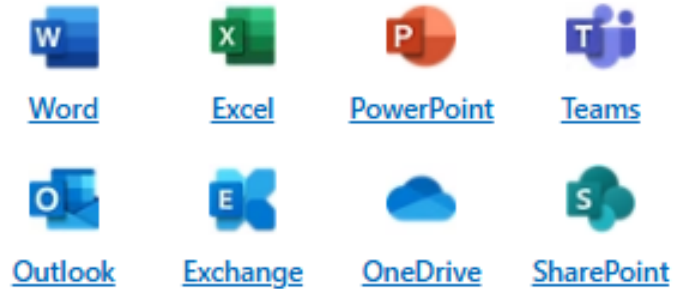 W X P T
Word Excel PowerPoint Teams
O E S
Outlook Exchange OneDrive SharePoint